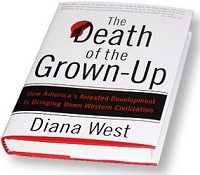 The
Death of the
Grown-Up
How America's Arrested Development
Is Bringing Down Western Civilization
Diana West